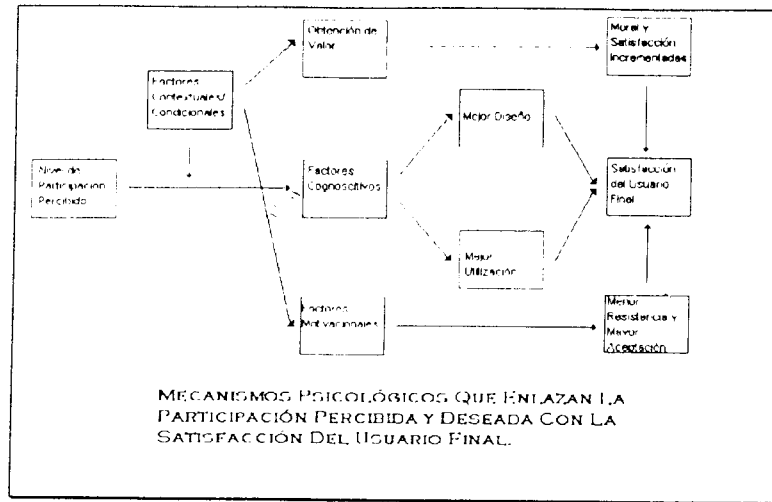 Obtención de
Valor
Moral y
Satisfacción
Incrementadas
Factores
Contextuales/
Condicionales
Mejor Diseño
Nivel de
Participación
Percibido
Factores
Cognoscitivos
Satisfacción
del Usuario
Final
Mejor
Utilización
Factores
Motivacionales
Menor
Resistencia y
Mayor
Aceptación
MECANISMOS PSICOLÓGICOS QUE ENLAZAN LA
PARTICIPACIÓN PERCIBIDA Y DESEADA CON LA
SATISFACCIÓN DEL USUARIO FINAL.